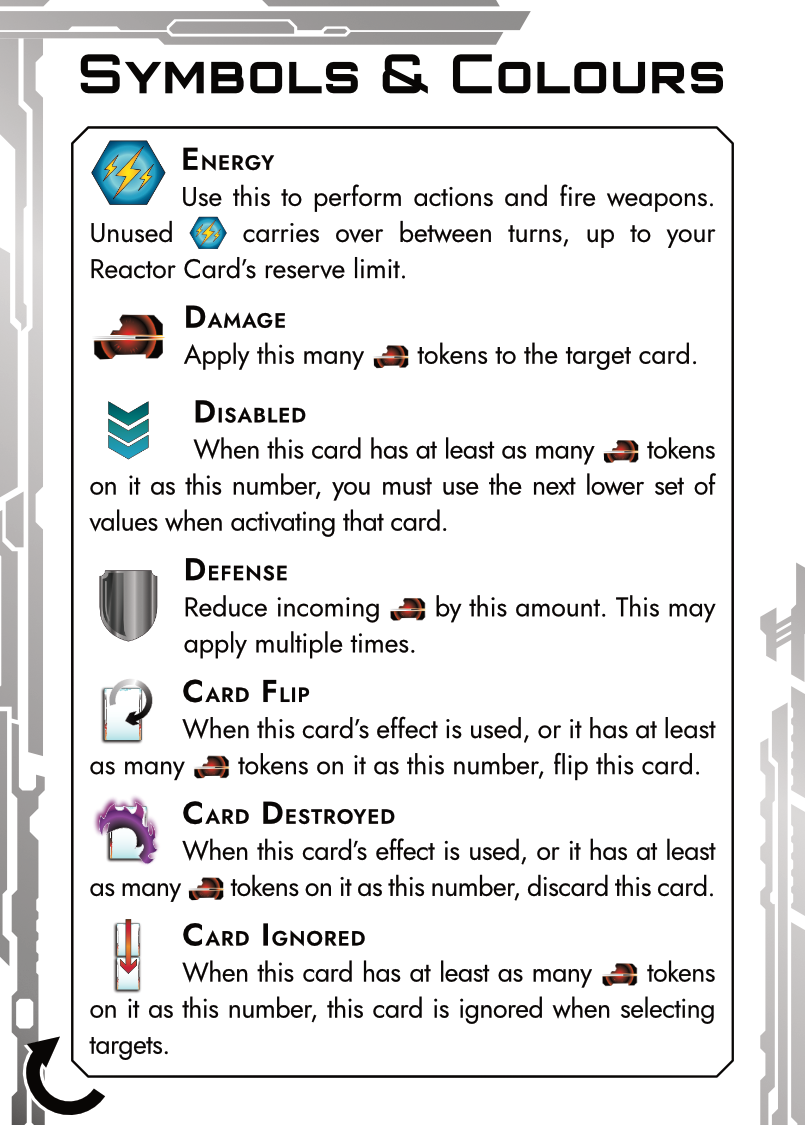 Symbols & Colours
Energy
Use this to perform actions and fire weapons.
Unused carries over between turns, up to your
Reactor Card's reserve limit.
Damage
Apply this many tokens to the target card.
Disabled
When this card has at least as many tokens
on it as this number, you must use the next lower set of
values when activating that card.
Defense
Reduce incoming by this amount. This may
apply multiple times.
Card Flip
When this card's effect is used, or it has at least
as many tokens on it as this number, flip this card.
Card Destroyed
When this card's effect is used, or it has at least
as many tokens on it as this number, discard this card.
Card Ignored
When this card has at least as many tokens
on it as this number, this card is ignored when selecting
targets.